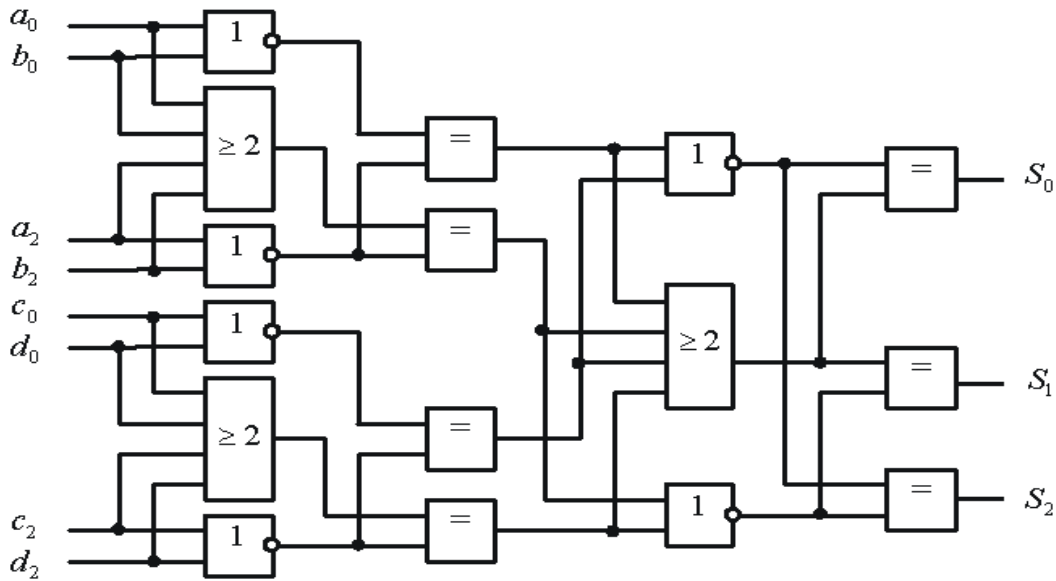 a₀
b₀
1
≥ 2
=
1
=
S₀
a₂
b₂
1
=
c₀
d₀
1
≥ 2
=
S₁
≥ 2
=
c₂
d₂
1
=
1
=
S₂